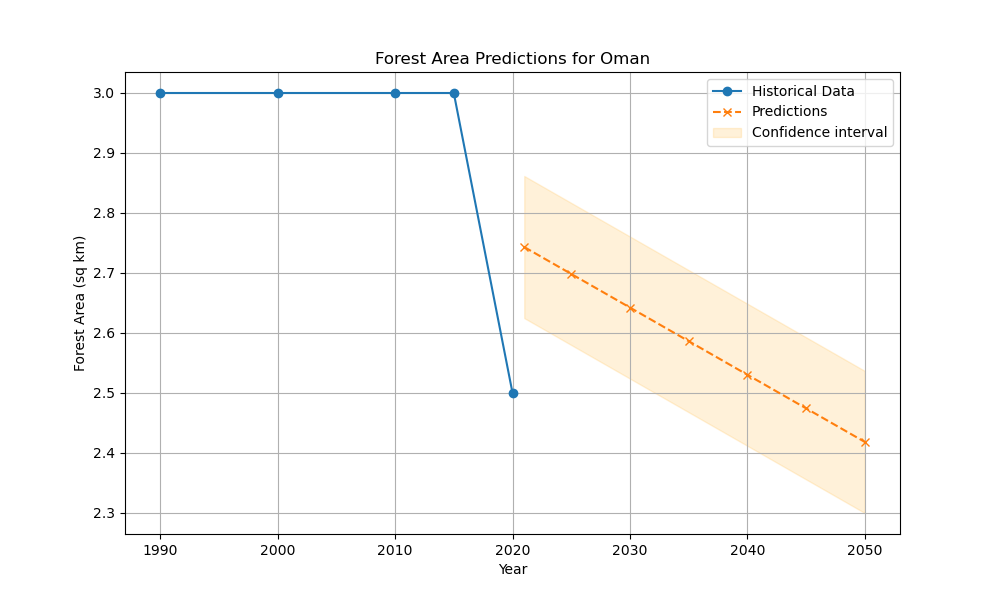 Forest Area Predictions for Oman
Historical Data
Predictions
Confidence interval
Forest Area (sq km)
3.0
2.9
2.8
2.7
2.6
2.5
2.4
2.3
1990 2000 2010 2020 2030 2040 2050
Year